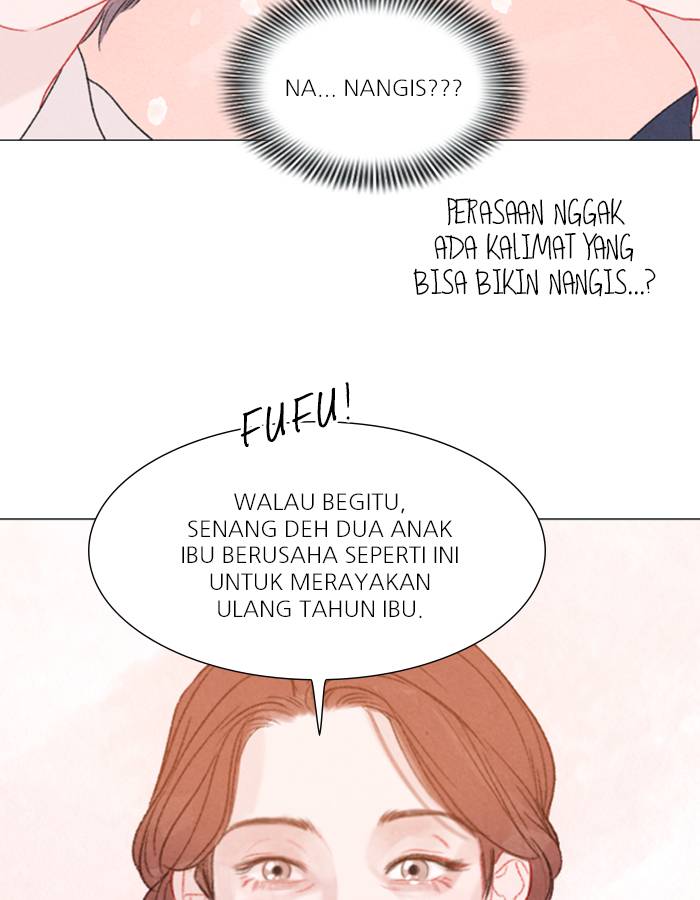 NA... NANGIS???
PERASAAN NGGAK
ADA KALIMAT YANG
BISA BIKIN NANGIS...?
FUFU!
WALAU BEGITU,
SENANG DEH DUA ANAK
IBU BERUSAHA SEPERTI INI
UNTUK MERAYAKAN
ULANG TAHUN IBU.